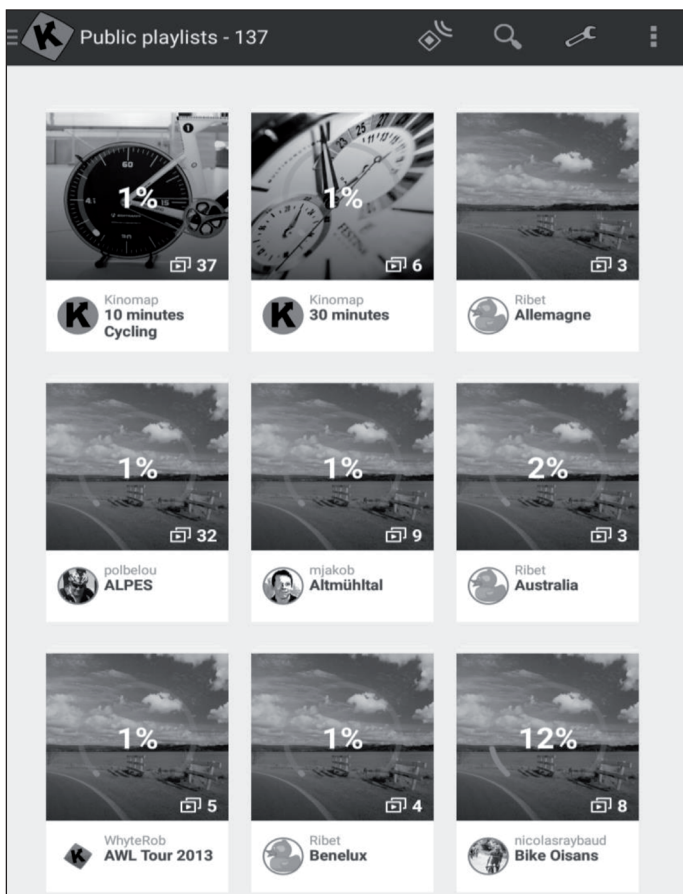 K Public playlists - 137
1%
37
Kinomap
10 minutes
Cycling
1%
6
Kinomap
30 minutes
3
Ribet
Allemagne
1%
32
polbelou
ALPES
1%
9
mjakob
Altmühltal
2%
3
Ribet
Australia
1%
5
WhyteRob
AWL Tour 2013
1%
4
Ribet
Benelux
12%
8
nicolasraybaud
Bike Oisans